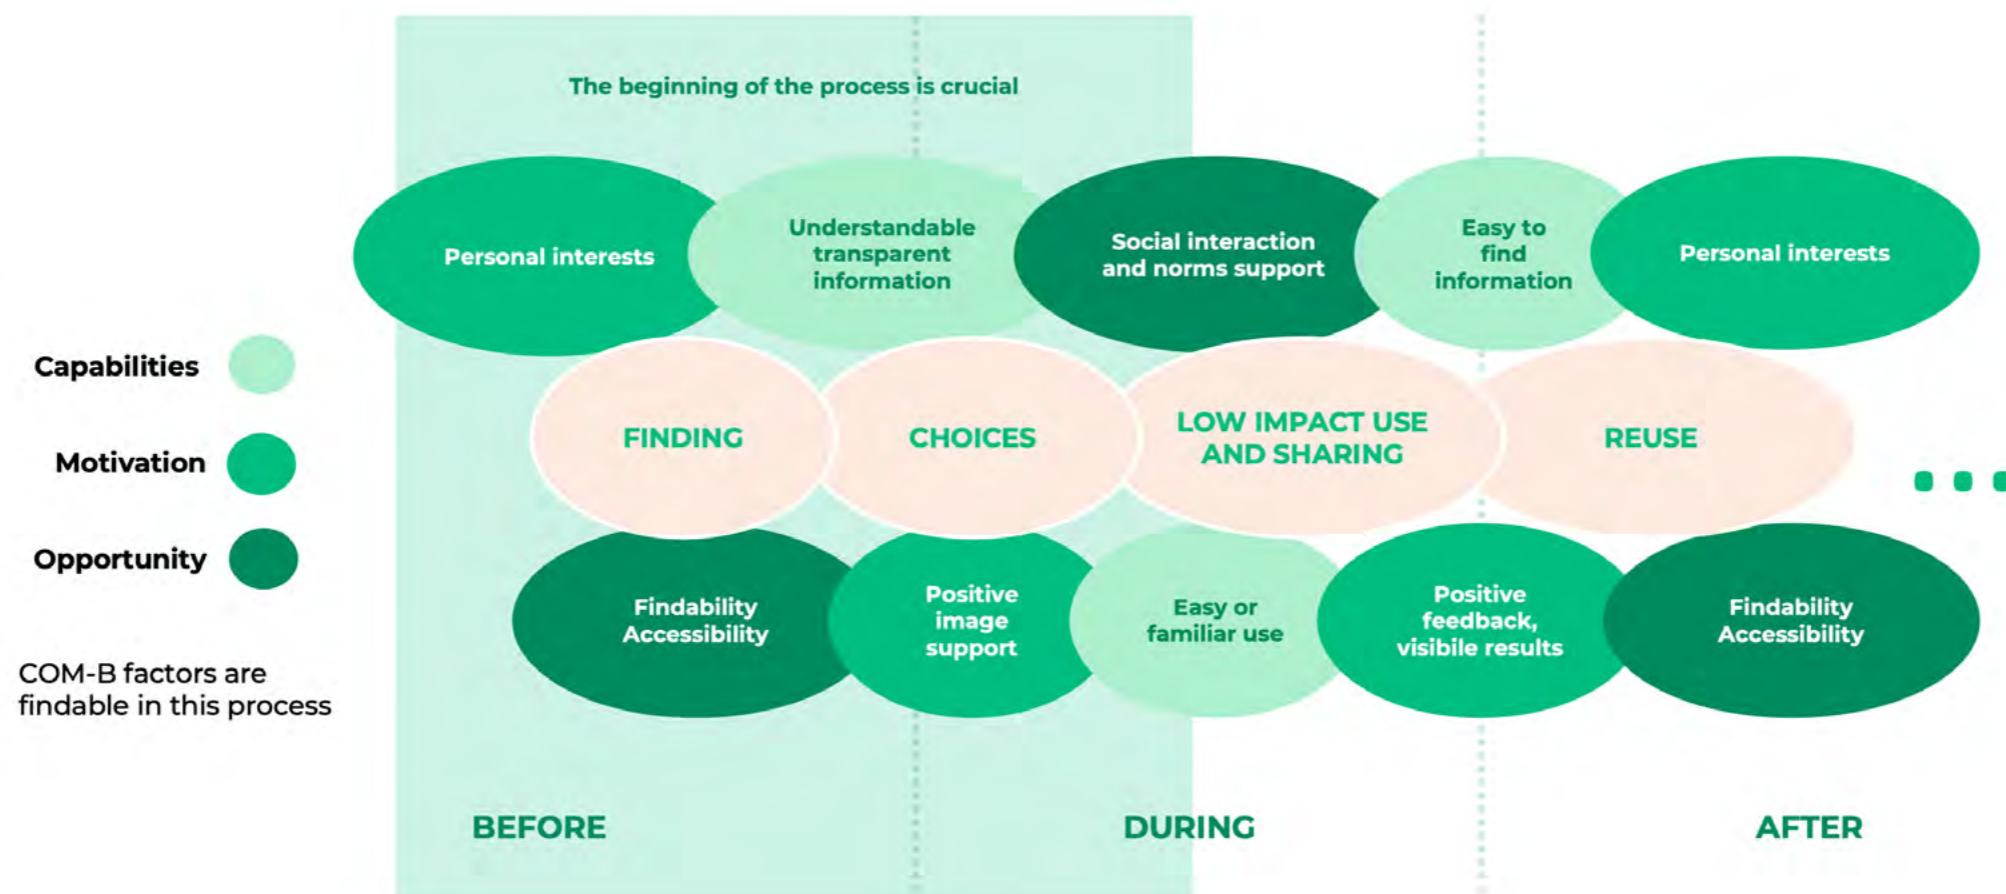 The beginning of the process is crucial
Personal interests
Understandable
transparent
information
Social interaction
and norms support
Easy to
find
information
Personal interests
Capabilities
Motivation
Opportunity
COM-B factors are
findable in this process
FINDING
CHOICES
LOW IMPACT USE
AND SHARING
REUSE
Findability
Accessibility
Positive
image
support
Easy or
familiar use
Positive
feedback,
visibile results
Findability
Accessibility
BEFORE
DURING
AFTER